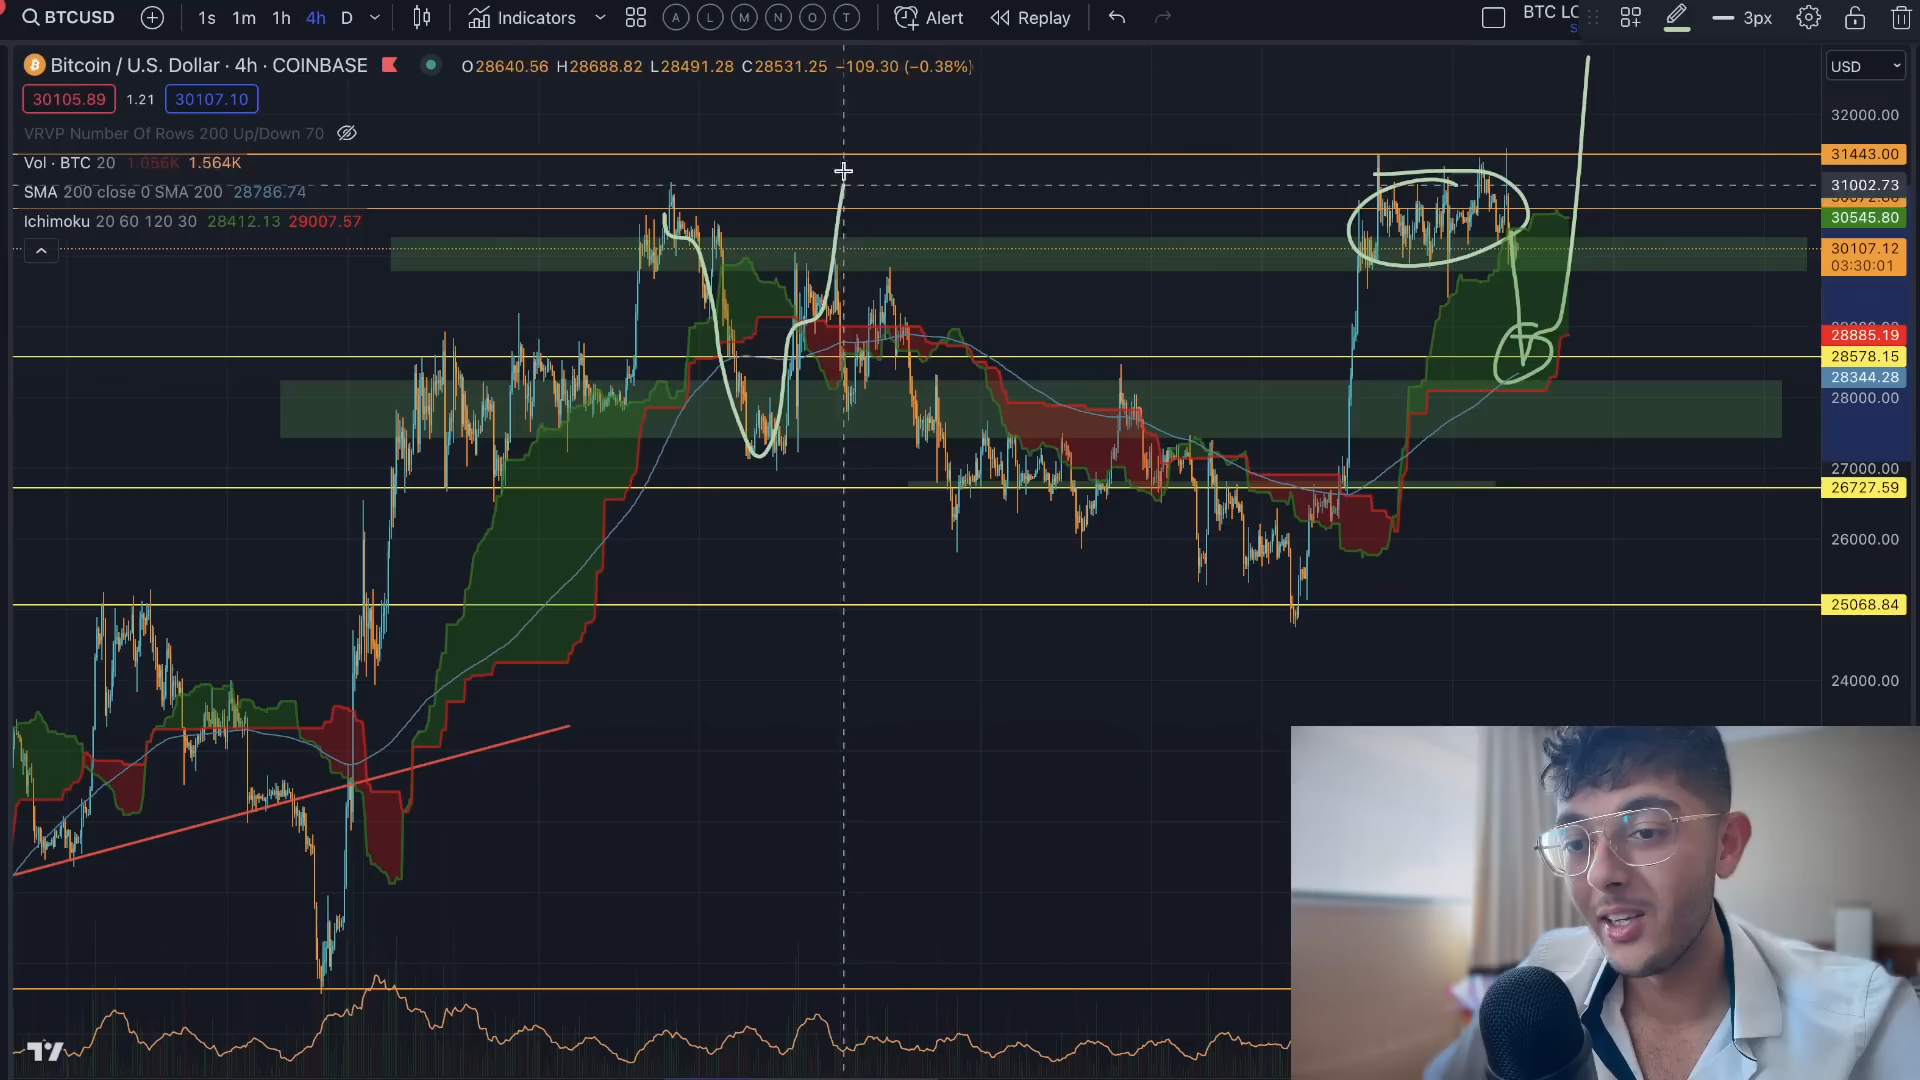 BTCUSD 1s 1m 1h 4h D Indicators A L M N O T Alert Replay BTC LC 3px
Bitcoin / U.S. Dollar · 4h · COINBASE O28640.56 H28688.82 L28491.28 C28531.25 −109.30 (−0.38%) USD
30105.89 1.21 30107.10
32000.00
VRVP Number Of Rows 200 Up/Down 70
31443.00
Vol · BTC 20 1.056K 1.564K
31002.73
SMA 200 close 0 SMA 200 28786.74
30545.80
Ichimoku 20 60 120 30 28412.13 29007.57
30107.12
03:30:01
28885.19
28578.15
28344.28
28000.00
27000.00
26727.59
26000.00
25068.84
24000.00